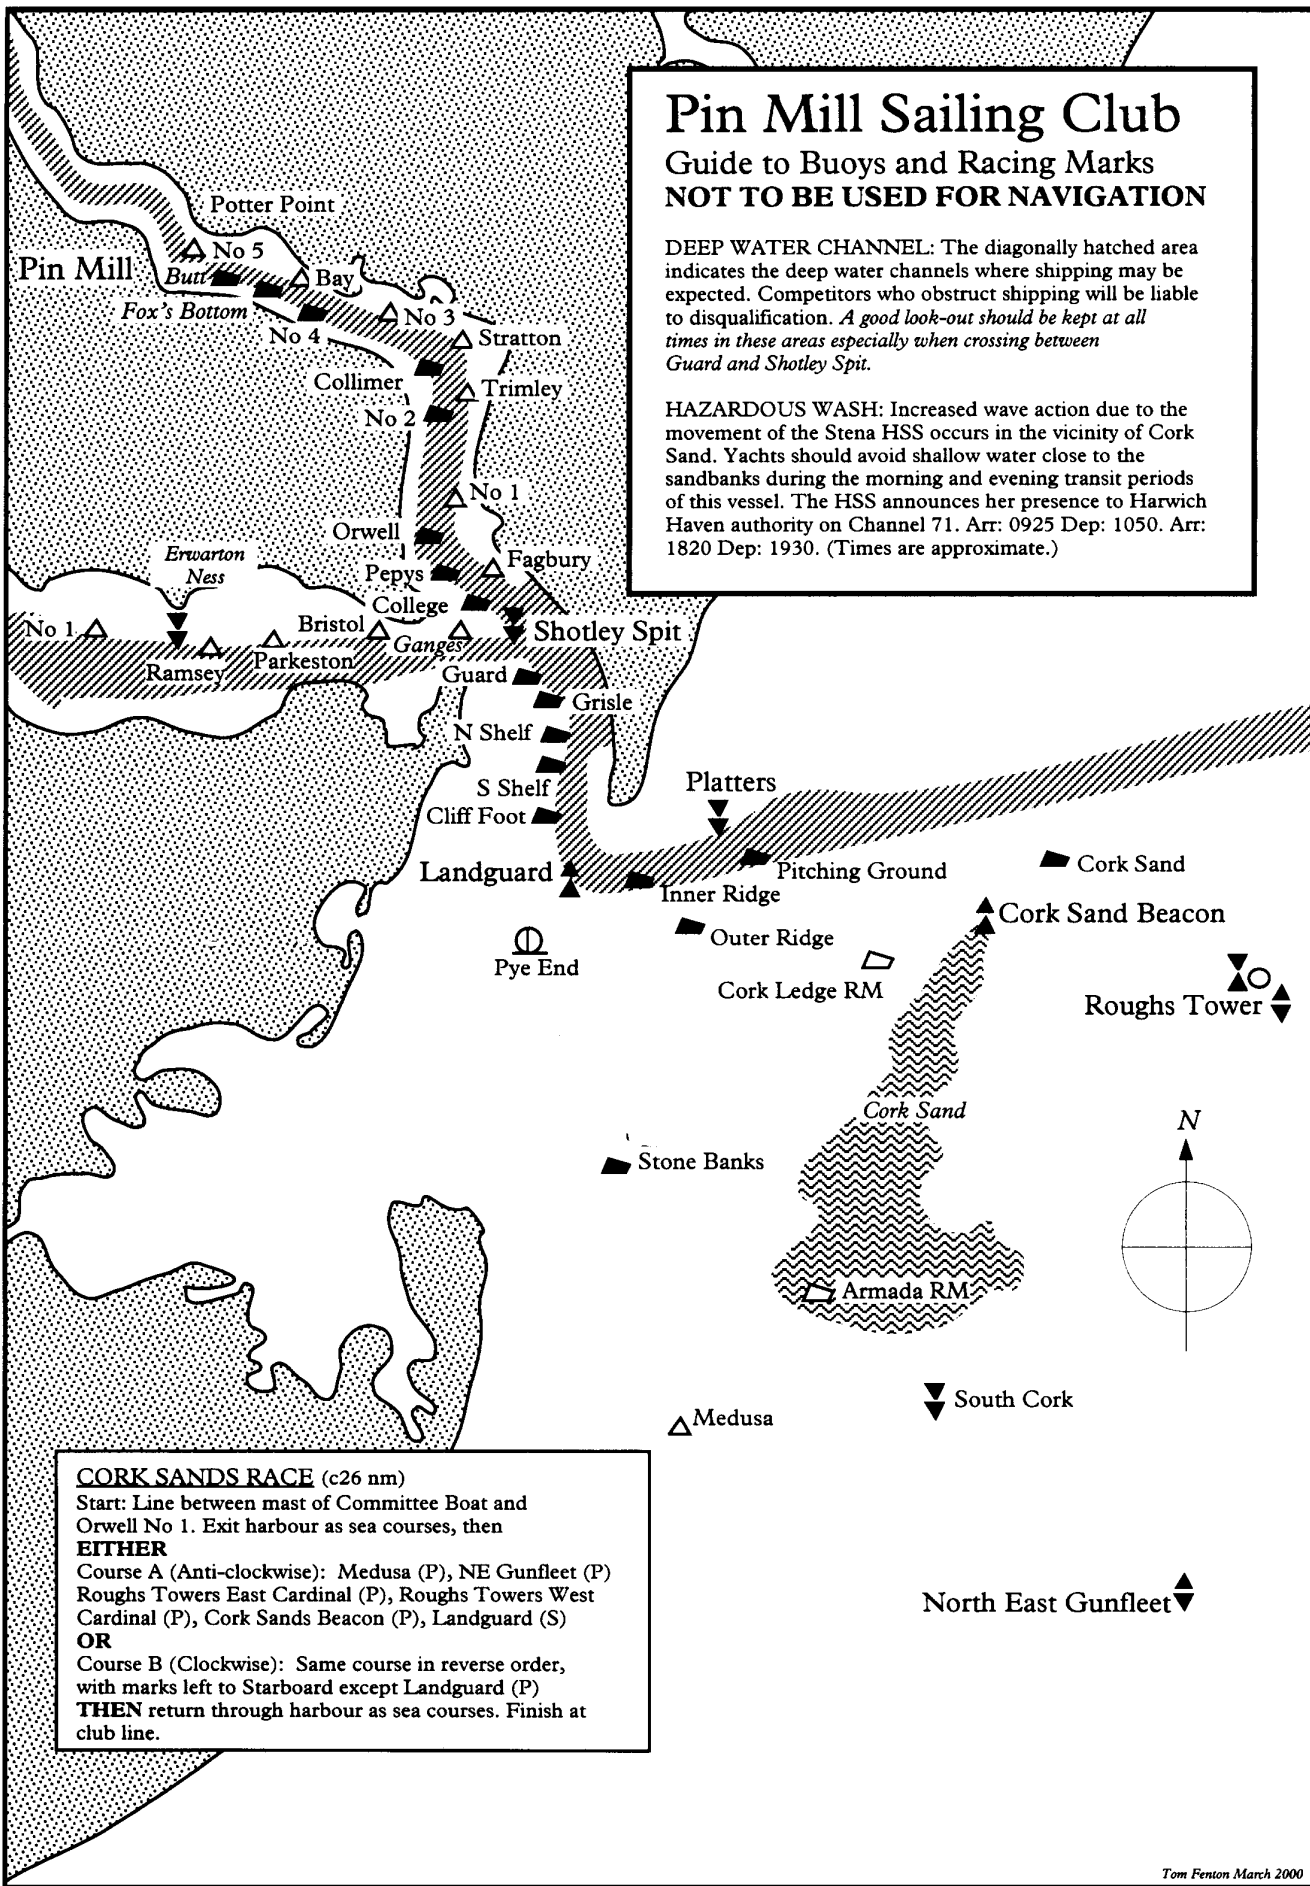 Pin Mill Sailing Club
Guide to Buoys and Racing Marks
NOT TO BE USED FOR NAVIGATION
DEEP WATER CHANNEL: The diagonally hatched area
indicates the deep water channels where shipping may be
expected. Competitors who obstruct shipping will be liable
to disqualification. A good look-out should be kept at all
times in these areas especially when crossing between
Guard and Shotley Spit.
HAZARDOUS WASH: Increased wave action due to the
movement of the Stena HSS occurs in the vicinity of Cork
Sand. Yachts should avoid shallow water close to the
sandbanks during the morning and evening transit periods
of this vessel. The HSS announces her presence to Harwich
Haven authority on Channel 71. Arr: 0925 Dep: 1050. Arr:
1820 Dep: 1930. (Times are approximate.)
Potter Point
No 5
Pin Mill
Butt
Bay
Fox's Bottom
No 3
No 4
Stratton
Collimer
Trimley
No 2
No 1
Orwell
Erwarton
Ness
Fagbury
Pepys
College
No 1
Bristol
Ganges
Shotley Spit
Ramsey
Parkeston
Guard
Grisle
N Shelf
S Shelf
Platters
Cliff Foot
Landguard
Pitching Ground
Cork Sand
Inner Ridge
Cork Sand Beacon
Outer Ridge
Pye End
Cork Ledge RM
Roughs Tower
Cork Sand
N
Stone Banks
Armada RM
South Cork
Medusa
North East Gunfleet
CORK SANDS RACE (c26 nm)
Start: Line between mast of Committee Boat and
Orwell No 1. Exit harbour as sea courses, then
EITHER
Course A (Anti-clockwise): Medusa (P), NE Gunfleet (P)
Roughs Towers East Cardinal (P), Roughs Towers West
Cardinal (P), Cork Sands Beacon (P), Landguard (S)
OR
Course B (Clockwise): Same course in reverse order,
with marks left to Starboard except Landguard (P)
THEN return through harbour as sea courses. Finish at
club line.
Tom Fenton March 2000